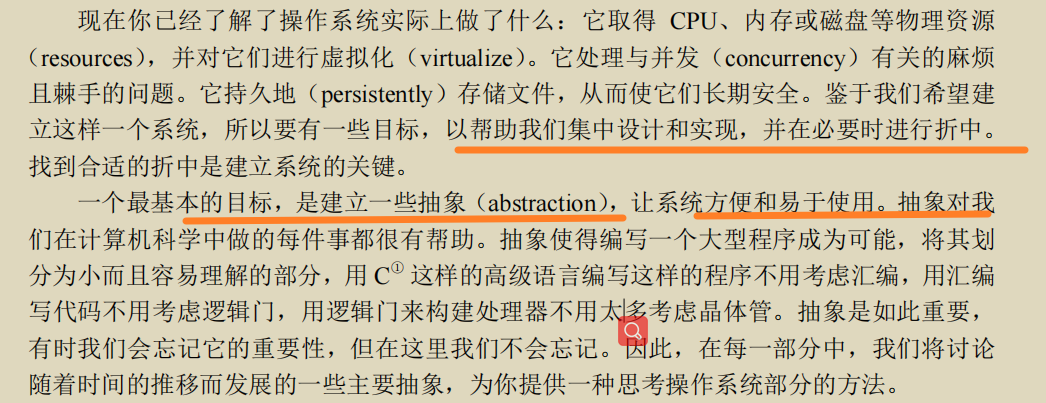 现在你已经了解了操作系统实际上做了什么：它取得 CPU、内存或磁盘等物理资源
（resources），并对它们进行虚拟化（virtualize）。它处理与并发（concurrency）有关的麻烦
且棘手的问题。它持久地（persistently）存储文件，从而使它们长期安全。鉴于我们希望建
立这样一个系统，所以要有一些目标，以帮助我们集中设计和实现，并在必要时进行折中。
找到合适的折中是建立系统的关键。
一个最基本的目标，是建立一些抽象（abstraction），让系统方便和易于使用。抽象对我
们在计算机科学中做的每件事都很有帮助。抽象使得编写一个大型程序成为可能，将其划
分为小而且容易理解的部分，用 C① 这样的高级语言编写这样的程序不用考虑汇编，用汇编
写代码不用考虑逻辑门，用逻辑门来构建处理器不用太多考虑晶体管。抽象是如此重要，
有时我们会忘记它的重要性，但在这里我们不会忘记。因此，在每一部分中，我们将讨论
随着时间的推移而发展的一些主要抽象，为你提供一种思考操作系统部分的方法。